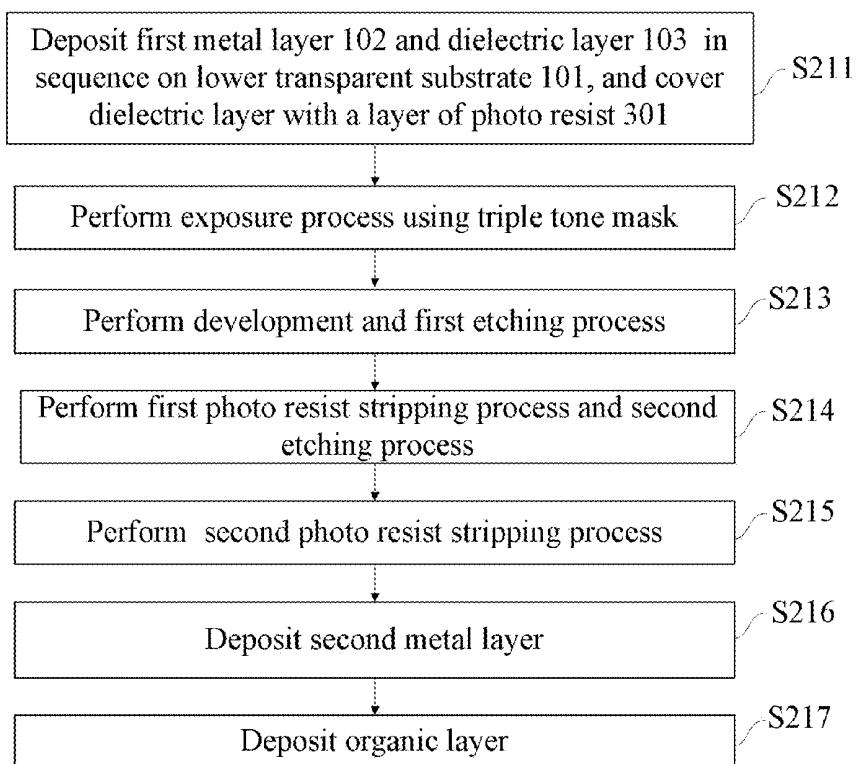 Deposit first metal layer 102 and dielectric layer 103 in
sequence on lower transparent substrate 101, and cover
dielectric layer with a layer of photo resist 301
S211
Perform exposure process using triple tone mask
S212
Perform development and first etching process
S213
Perform first photo resist stripping process and second
etching process
S214
Perform second photo resist stripping process
S215
Deposit second metal layer
S216
Deposit organic layer
S217